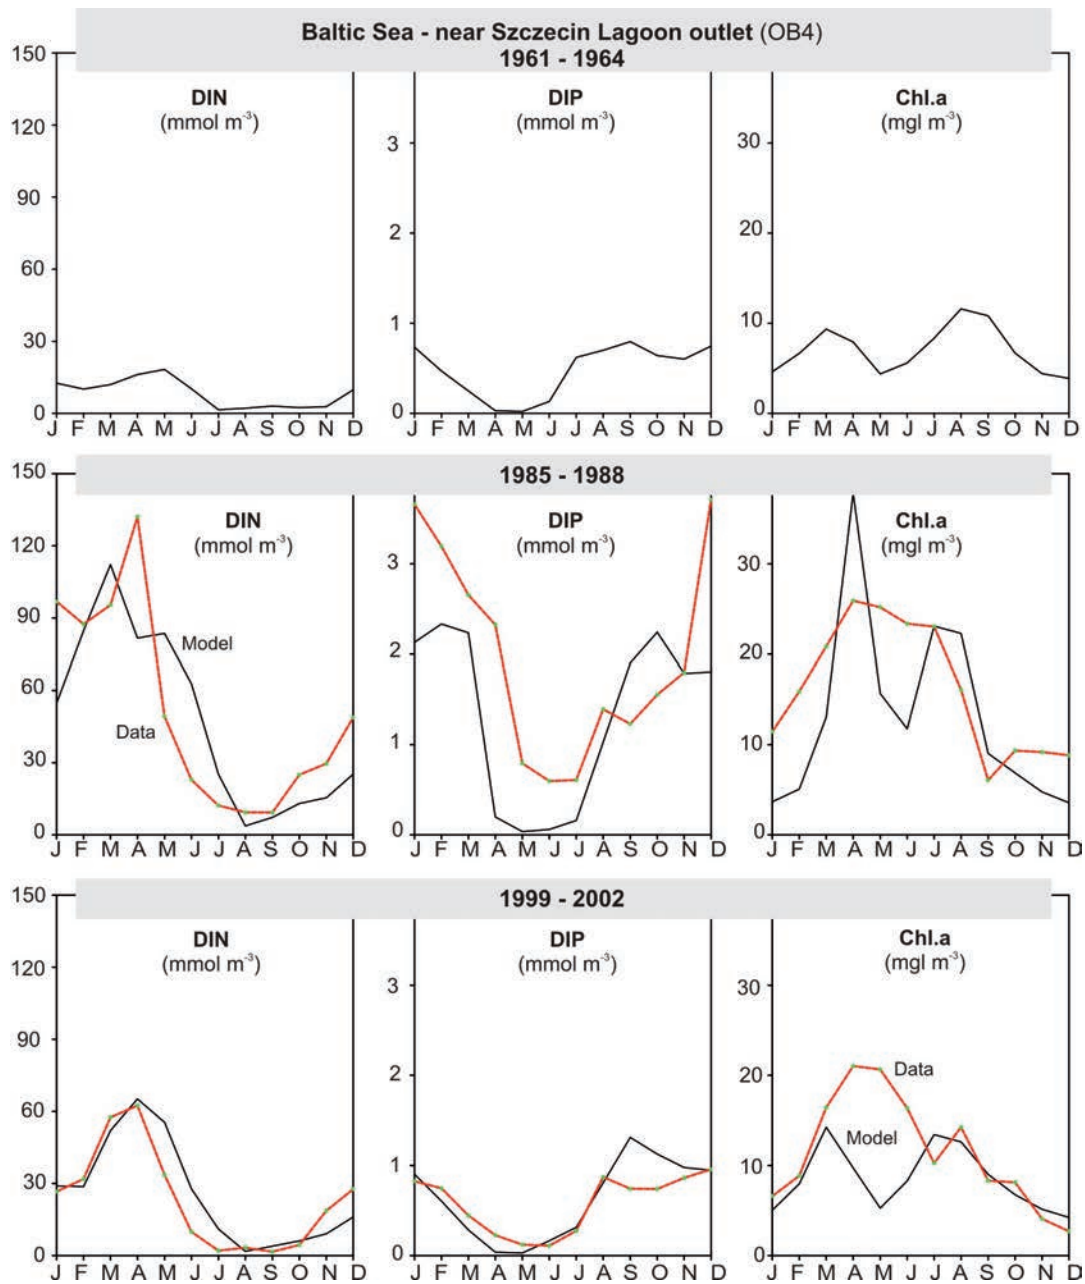 Baltic Sea - near Szczecin Lagoon outlet (OB4)
1961 - 1964
DIN
(mmol m⁻³)
DIP
(mmol m⁻³)
Chl.a
(mgl m⁻³)
150
120
90
60
30
0
3
2
1
0
30
20
10
0
J F M A M J J A S O N D
J F M A M J J A S O N D
J F M A M J J A S O N D
1985 - 1988
DIN
(mmol m⁻³)
DIP
(mmol m⁻³)
Chl.a
(mgl m⁻³)
150
120
90
60
30
0
Model
Data
3
2
1
0
30
20
10
0
J F M A M J J A S O N D
J F M A M J J A S O N D
J F M A M J J A S O N D
1999 - 2002
DIN
(mmol m⁻³)
DIP
(mmol m⁻³)
Chl.a
(mgl m⁻³)
150
120
90
60
30
0
3
2
1
0
30
20
10
0
Data
Model
J F M A M J J A S O N D
J F M A M J J A S O N D
J F M A M J J A S O N D